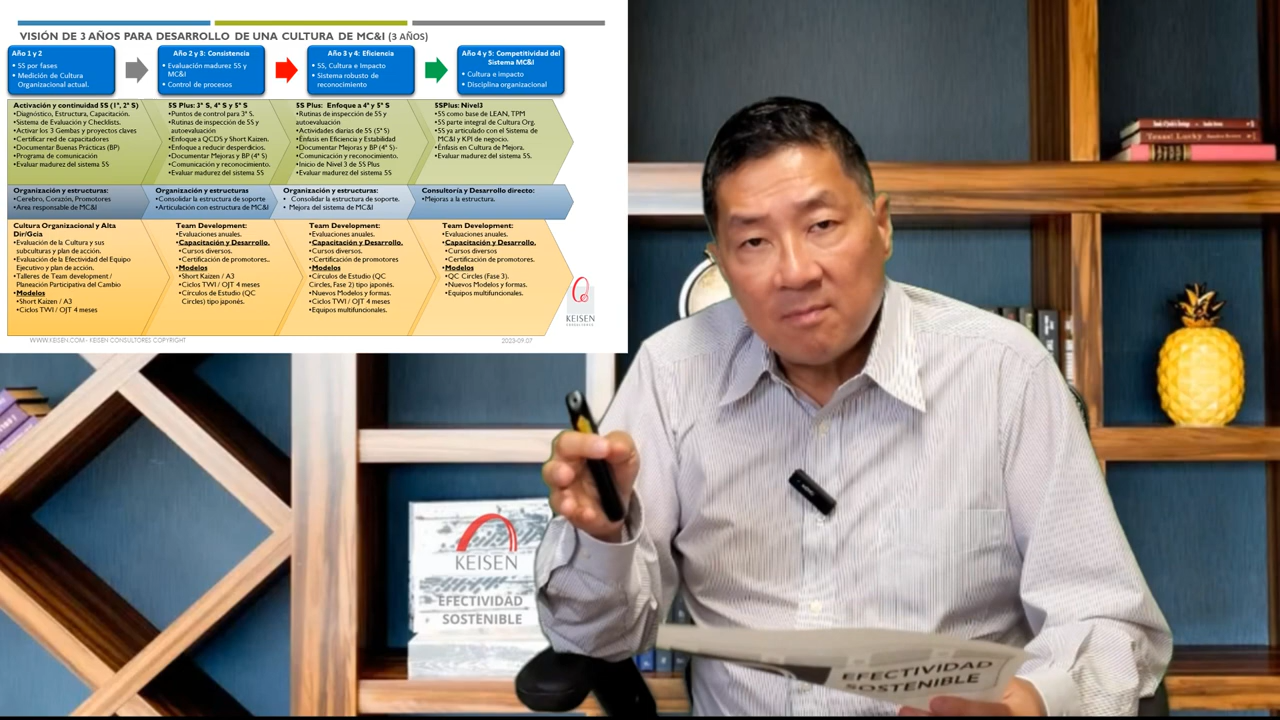 VISIÓN DE 3 AÑOS PARA DESARROLLO DE UNA CULTURA DE MC&I (3 AÑOS)
Año 1 y 2
• 5S por fases
• Medición de Cultura
Organizacional actual.
Año 2 y 3: Consistencia
• Evaluación madurez 5S y
MC&I
• Control de procesos
Año 3 y 4: Eficiencia
• 5S, Cultura e Impacto
• Sistema robusto de
reconocimiento
Año 4 y 5: Competitividad del
Sistema MC&I
• Cultura e impacto
• Disciplina organizacional
Activación y continuidad 5S (1ª, 2ª S)
•Diagnóstico, Estructura, Capacitación.
•Sistema de Evaluación y Checklists.
•Activar los 3 Gembas y proyectos claves
•Certificar red de capacitadores
•Documentar Buenas Prácticas (BP)
•Programa de comunicación
•Evaluar madurez del sistema 5S
5S Plus: 3ª S, 4ª S y 5ª S
•Puntos de control para 3ª S.
•Rutinas de inspección de 5S y
autoevaluación
•Enfoque a QCDS y Short Kaizen.
•Enfoque a reducir desperdicios.
•Documentar Mejoras y BP (4ª S)
•Comunicación y reconocimiento.
•Evaluar madurez del sistema 5S
5S Plus: Enfoque a 4ª y 5ª S
•Rutinas de inspección de 5S y
autoevaluación
•Actividades diarias de 5S (5ª S)
•Énfasis en Eficiencia y Estabilidad
•Documentar Mejoras y BP (4ª S)-
•Comunicación y reconocimiento.
•Inicio de Nivel 3 de 5S Plus
•Evaluar madurez del sistema 5S
5SPlus: Nivel3
•5S como base de LEAN, TPM
•5S parte integral de Cultura Org.
•5S ya articulado con el Sistema de
MC&I y KPI de negocio.
•Énfasis en Cultura de Mejora.
•Evaluar madurez del sistema 5S.
Organización y estructuras:
•Cerebro, Corazón, Promotores
•Area responsable de MC&I
Organización y estructuras
•Consolidar la estructura de soporte
•Articulación con estructura de MC&I
Organización y estructuras:
• Consolidar la estructura de soporte.
• Mejora del sistema de MC&I
Consultoría y Desarrollo directo:
•Mejoras a la estructura.
Cultura Organizacional y Alta
Dir/Gcia
•Evaluación de la Cultura y sus
subculturas y plan de acción.
•Evaluación de la Efectividad del Equipo
Ejecutivo y plan de acción.
•Talleres de Team development /
Planeación Participativa del Cambio
•Modelos
•Short Kaizen / A3
•Ciclos TWI / OJT 4 meses
Team Development:
•Evaluaciones anuales.
•Capacitación y Desarrollo.
•Cursos diversos.
•Certificación de promotores..
•Modelos
•Short Kaizen / A3
•Ciclos TWI / OJT 4 meses
•Círculos de Estudio (QC
Circles) tipo japonés.
Team Development:
•Evaluaciones anuales.
•Capacitación y Desarrollo.
•Cursos diversos.
•Certificación de promotores
•Modelos
•Círculos de Estudio (QC
Circles, Fase 2) tipo japonés.
•Nuevos Modelos y formas.
•Ciclos TWI / OJT 4 meses
•Equipos multifuncionales.
Team Development:
•Evaluaciones anuales.
•Capacitación y Desarrollo.
•Cursos diversos
•Certificación de promotores.
•Modelos
•QC Circles (Fase 3).
•Nuevos Modelos y formas.
•Equipos multifuncionales.
KEISEN
CONSULTORES
WWW.KEISEN.COM - KEISEN CONSULTORES COPYRIGHT
2023-09.07
KEISEN
EFECTIVIDAD
SOSTENIBLE
EFECTIVIDAD
SOSTENIBLE